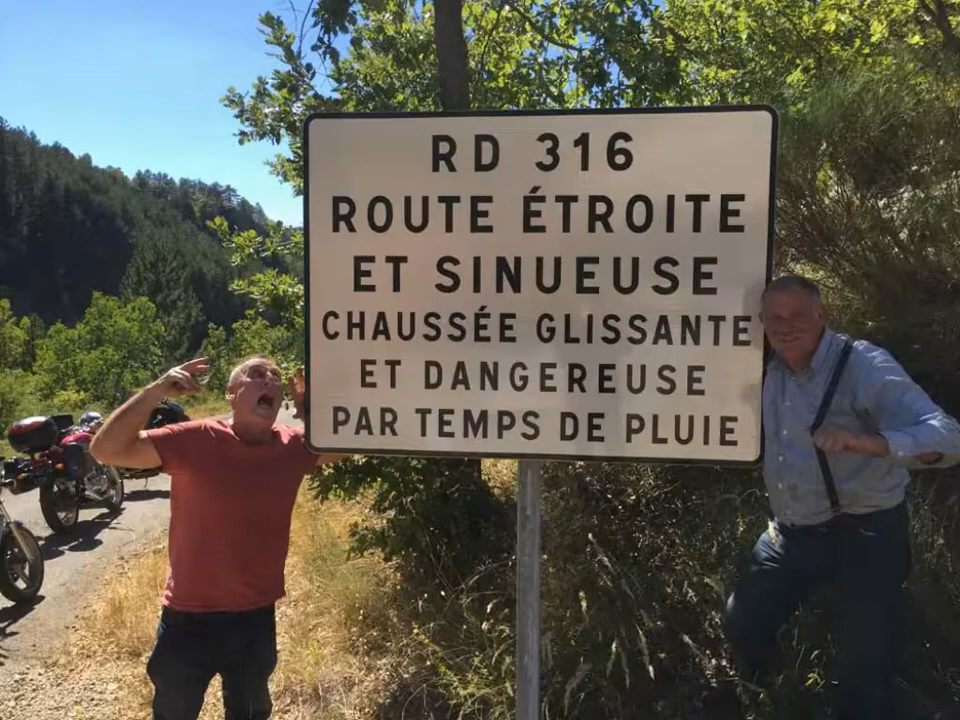 RD 316
ROUTE ÉTROITE
ET SINUEUSE
CHAUSSÉE GLISSANTE
ET DANGEREUSE
PAR TEMPS DE PLUIE